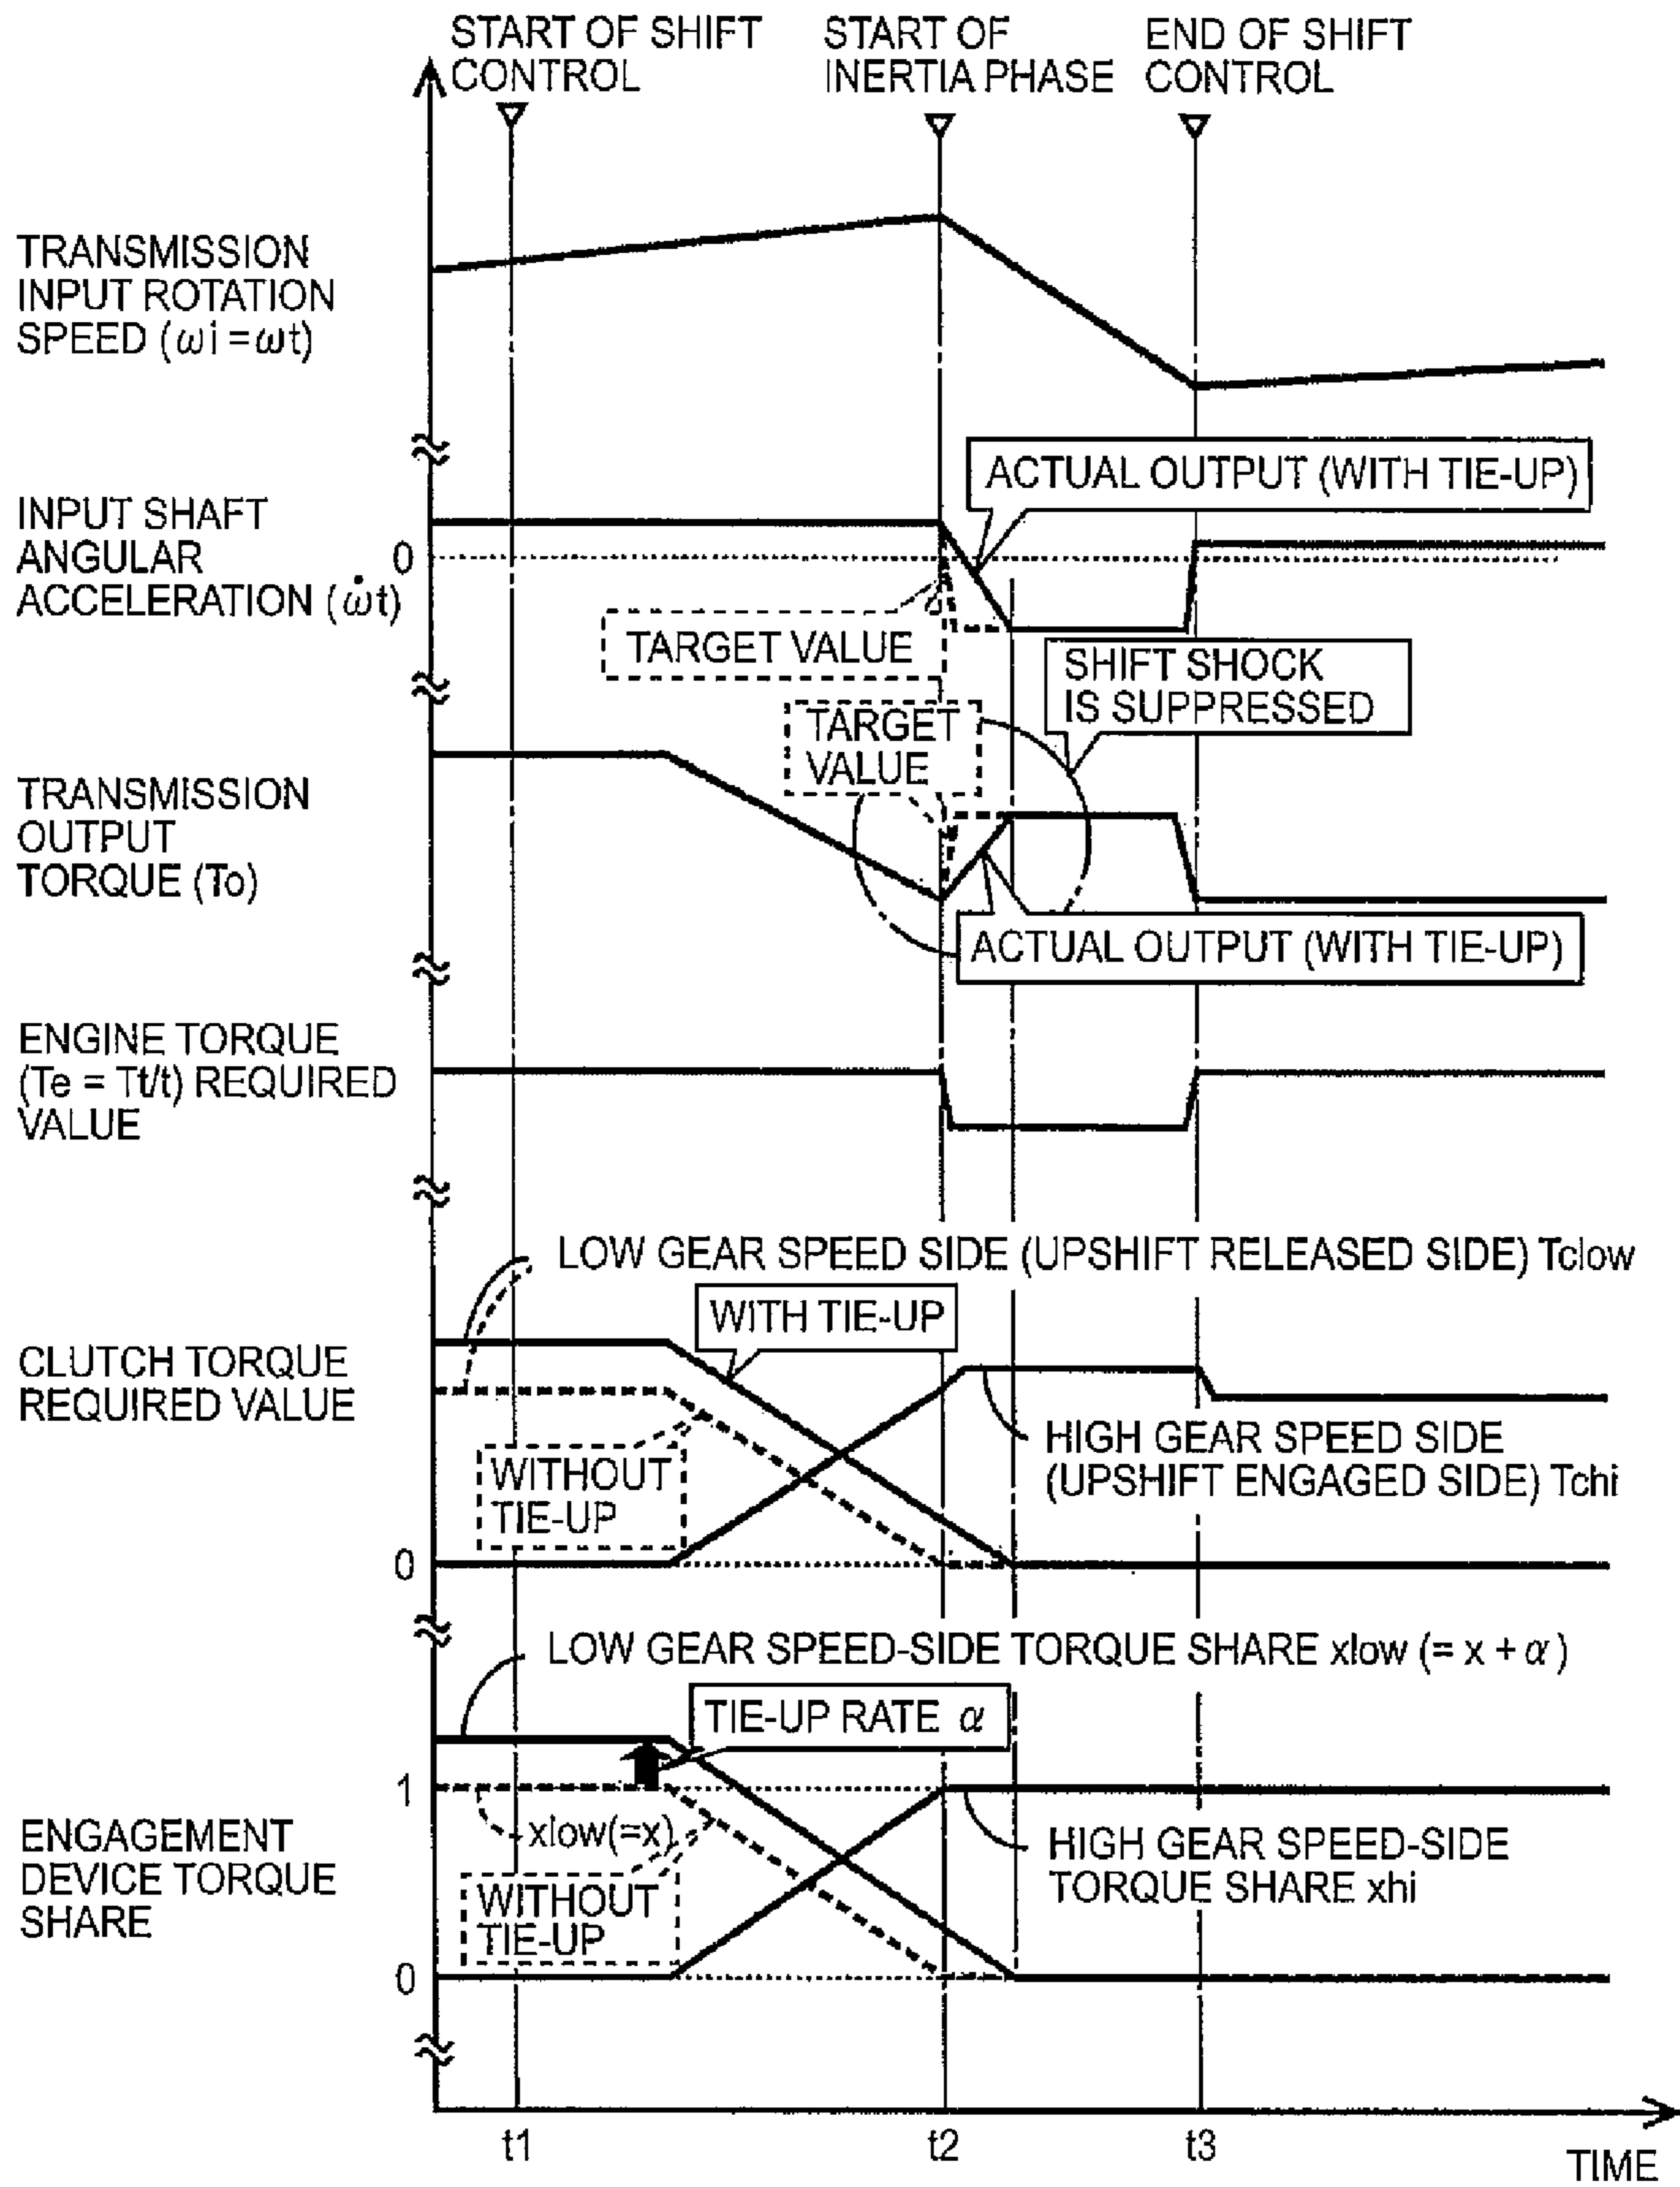 START OF SHIFT
CONTROL
START OF
INERTIA PHASE
END OF SHIFT
CONTROL
TRANSMISSION
INPUT ROTATION
SPEED (ωi =ωt)
ACTUAL OUTPUT (WITH TIE-UP)
INPUT SHAFT
ANGULAR
ACCELERATION (ω̇t)
0
TARGET VALUE
SHIFT SHOCK
IS SUPPRESSED
TARGET
VALUE
TRANSMISSION
OUTPUT
TORQUE (To)
ACTUAL OUTPUT (WITH TIE-UP)
ENGINE TORQUE
(Te = Tt/t) REQUIRED
VALUE
LOW GEAR SPEED SIDE (UPSHIFT RELEASED SIDE) Tclow
WITH TIE-UP
CLUTCH TORQUE
REQUIRED VALUE
HIGH GEAR SPEED SIDE
(UPSHIFT ENGAGED SIDE) Tchi
WITHOUT
TIE-UP
0
LOW GEAR SPEED-SIDE TORQUE SHARE xlow (= x + α)
TIE-UP RATE α
1
xlow(=x)
ENGAGEMENT
DEVICE TORQUE
SHARE
HIGH GEAR SPEED-SIDE
TORQUE SHARE xhi
WITHOUT
TIE-UP
0
t1
t2
t3
TIME